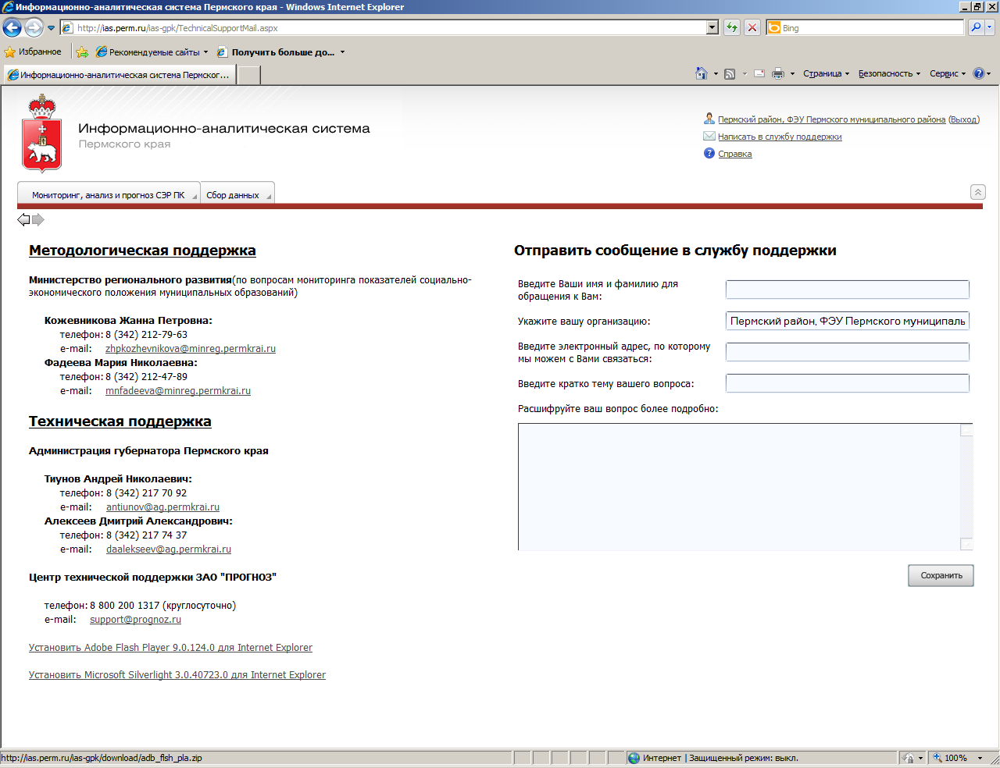 Информационно-аналитическая система Пермского края - Windows Internet Explorer
http://ias.perm.ru/ias-gpk/TechnicalSupportMail.aspx
Bing
Избранное
Рекомендуемые сайты
Получить больше до...
Информационно-аналитическая система Пермског...
Страница
Безопасность
Сервис
Информационно-аналитическая система
Пермского края
Пермский район, ФЭУ Пермского муниципального района (Выход)
Написать в службу поддержки
Справка
Мониторинг, анализ и прогноз СЭР ПК
Сбор данных
Методологическая поддержка
Министерство регионального развития(по вопросам мониторинга показателей социально-
экономического положения муниципальных образований)
Кожевникова Жанна Петровна:
телефон: 8 (342) 212-79-63
e-mail: zhpkozhevnikova@minreg.permkrai.ru
Фадеева Мария Николаевна:
телефон: 8 (342) 212-47-89
e-mail: mnfadeeva@minreg.permkrai.ru
Техническая поддержка
Администрация губернатора Пермского края
Тиунов Андрей Николаевич:
телефон: 8 (342) 217 70 92
e-mail: antiunov@ag.permkrai.ru
Алексеев Дмитрий Александрович:
телефон: 8 (342) 217 74 37
e-mail: daalekseev@ag.permkrai.ru
Центр технической поддержки ЗАО "ПРОГНОЗ"
телефон: 8 800 200 1317 (круглосуточно)
e-mail: support@prognoz.ru
Установить Adobe Flash Player 9.0.124.0 для Internet Explorer
Установить Microsoft Silverlight 3.0.40723.0 для Internet Explorer
Отправить сообщение в службу поддержки
Введите Ваши имя и фамилию для
обращения к Вам:
Укажите вашу организацию:
Пермский район, ФЭУ Пермского муниципаль
Введите электронный адрес, по которому
мы можем с Вами связаться:
Введите кратко тему вашего вопроса:
Расшифруйте ваш вопрос более подробно:
Сохранить
http://ias.perm.ru/ias-gpk/download/adb_flsh_pla.zip
Интернет | Защищенный режим: выкл.
100%